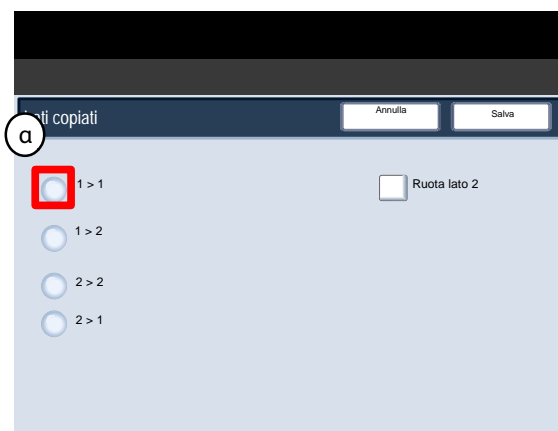 copiati
Annulla
Salva
α
1 > 1
Ruota lato 2
1 > 2
2 > 2
2 > 1